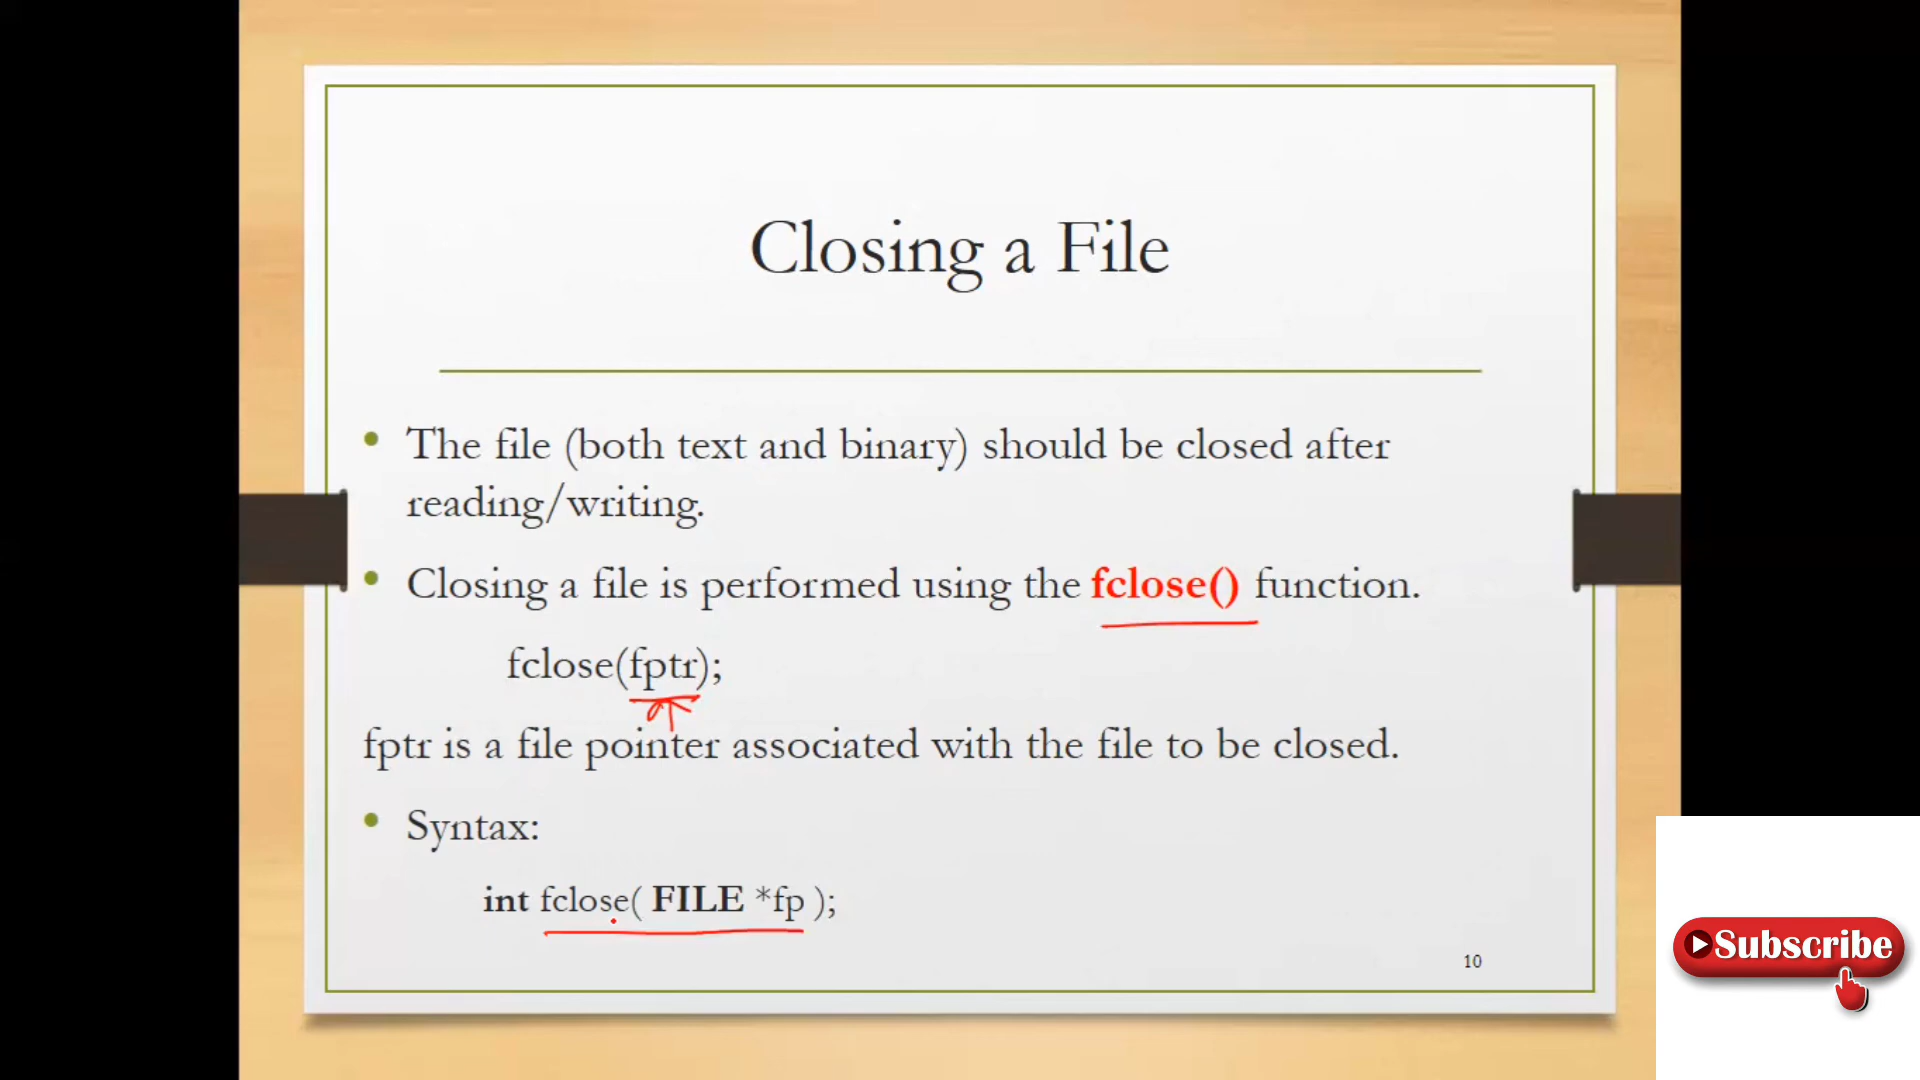 Closing a File
• The file (both text and binary) should be closed after
reading/writing.
• Closing a file is performed using the fclose() function.
fclose(fptr);
fptr is a file pointer associated with the file to be closed.
• Syntax:
int fclose( FILE *fp );
10
Subscribe